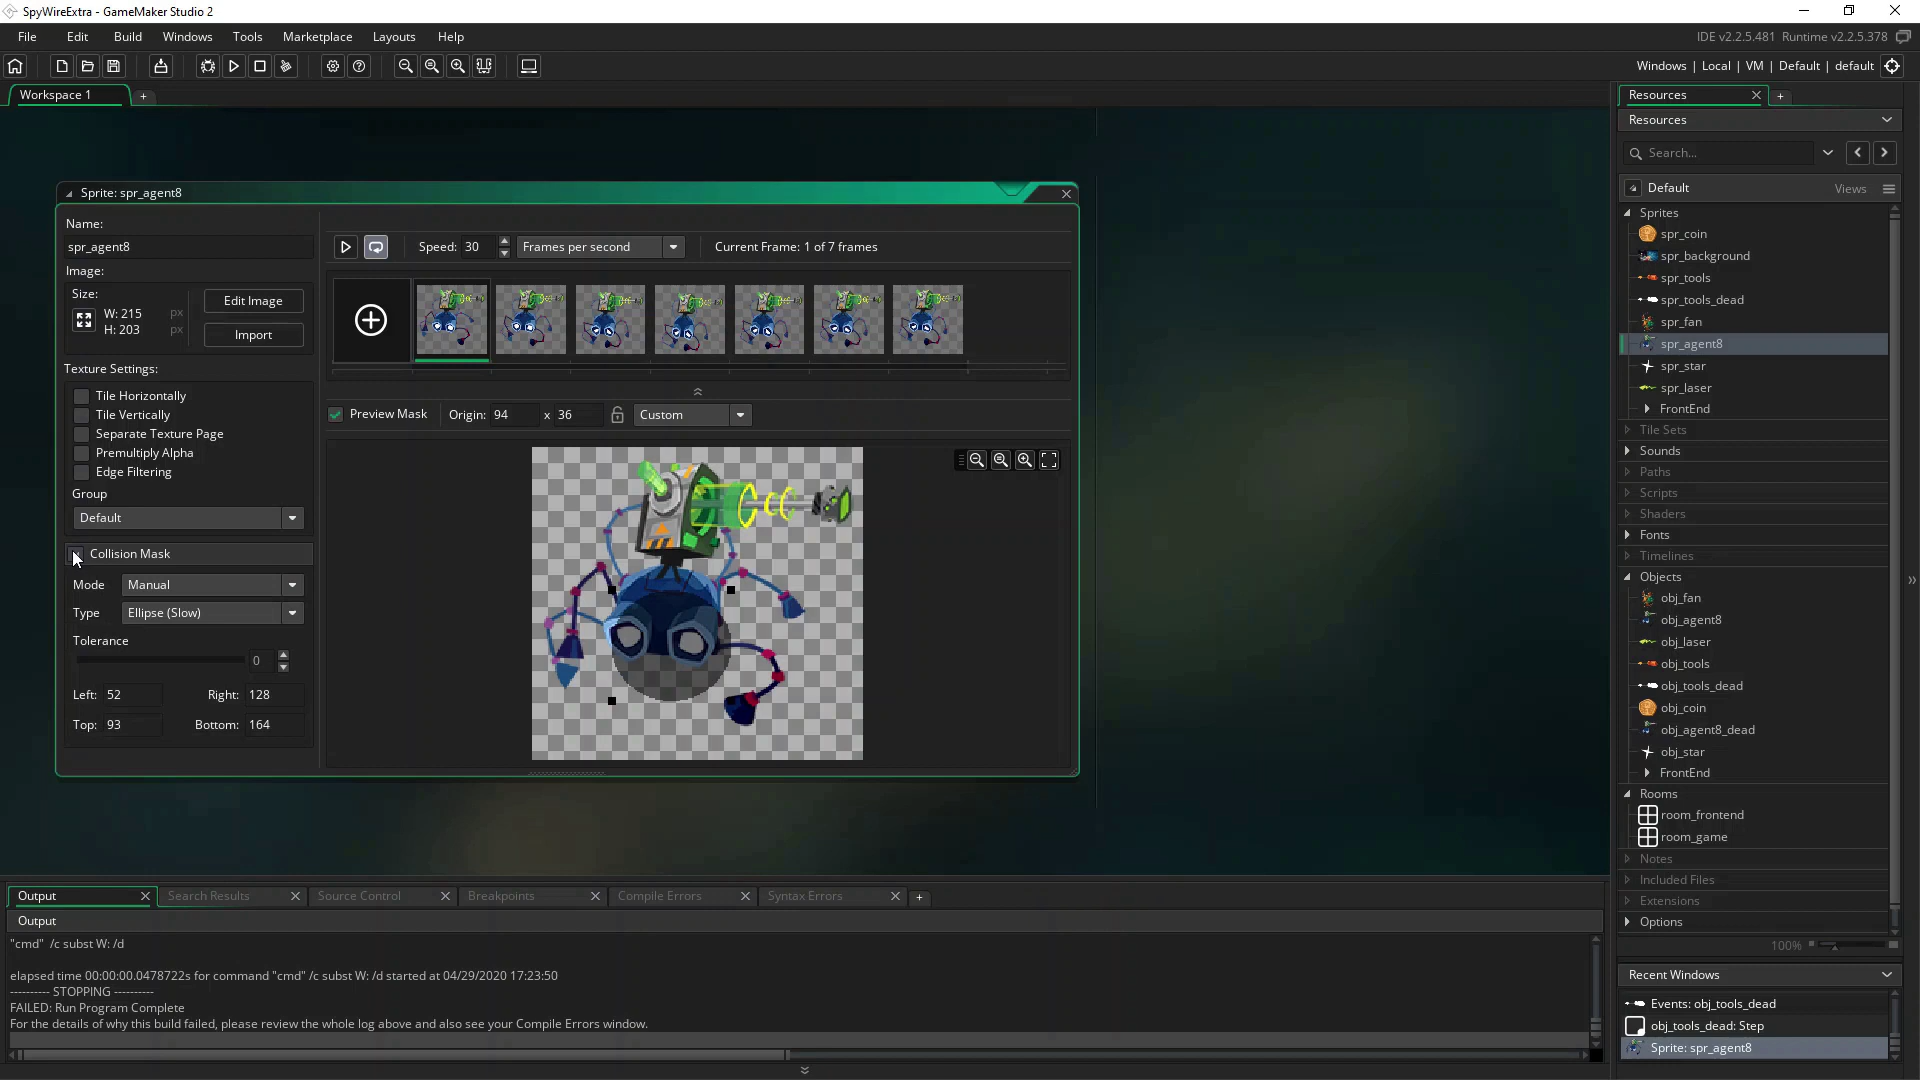 SpyWireExtra - GameMaker Studio 2
File Edit Build Windows Tools Marketplace Layouts Help
IDE v2.2.5.481 Runtime v2.2.5.378
Windows | Local | VM | Default | default
Workspace 1
Sprite: spr_agent8
Name:
spr_agent8
Image:
Size:
W: 215 px
H: 203 px
Edit Image
Import
Texture Settings:
Tile Horizontally
Tile Vertically
Separate Texture Page
Premultiply Alpha
Edge Filtering
Group
Default
Collision Mask
Mode Manual
Type Ellipse (Slow)
Tolerance
0
Left: 52 Right: 128
Top: 93 Bottom: 164
Speed: 30 Frames per second Current Frame: 1 of 7 frames
Preview Mask Origin: 94 x 36 Custom
Resources
Resources
Search...
Default Views
Sprites
spr_coin
spr_background
spr_tools
spr_tools_dead
spr_fan
spr_agent8
spr_star
spr_laser
FrontEnd
Tile Sets
Sounds
Paths
Scripts
Shaders
Fonts
Timelines
Objects
obj_fan
obj_agent8
obj_laser
obj_tools
obj_tools_dead
obj_coin
obj_agent8_dead
obj_star
FrontEnd
Rooms
room_frontend
room_game
Notes
Included Files
Extensions
Options
100%
Recent Windows
Events: obj_tools_dead
obj_tools_dead: Step
Sprite: spr_agent8
Output Search Results Source Control Breakpoints Compile Errors Syntax Errors
Output
"cmd"  /c subst W: /d
elapsed time 00:00:00.0478722s for command "cmd" /c subst W: /d started at 04/29/2020 17:23:50
---------- STOPPING ----------
FAILED: Run Program Complete
For the details of why this build failed, please review the whole log above and also see your Compile Errors window.